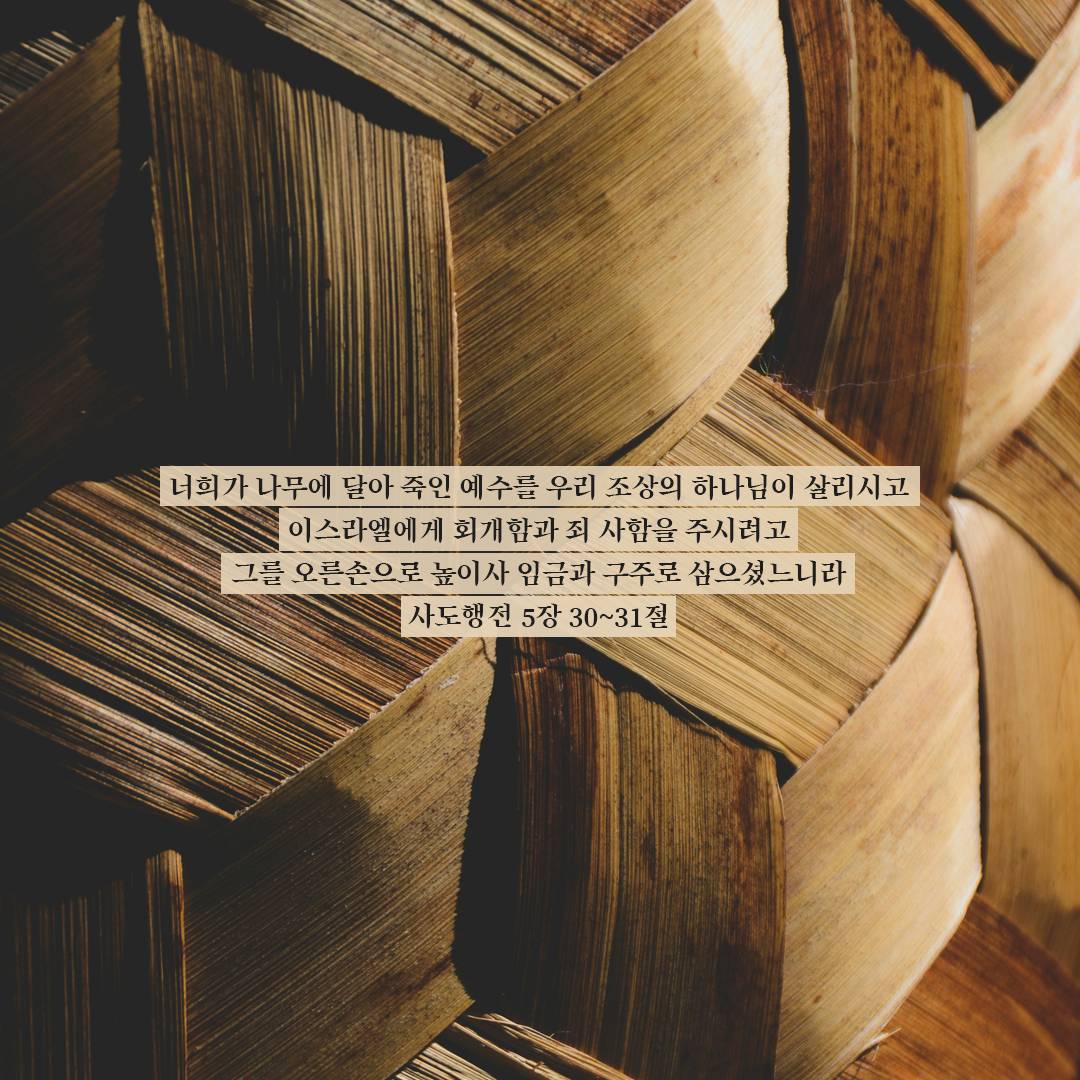 너희가 나무에 달아 죽인 예수를 우리 조상의 하나님이 살리시고
이스라엘에게 회개함과 죄 사함을 주시려고
그를 오른손으로 높이사 임금과 구주로 삼으셨느니라
사도행전 5장 30~31절